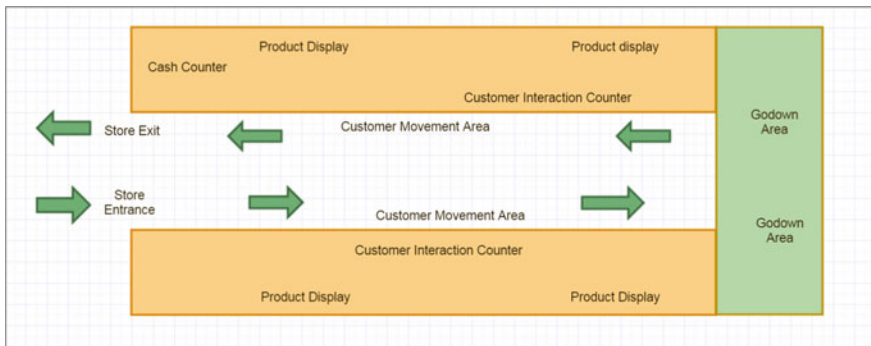 Product Display
Product display
Cash Counter
Customer Interaction Counter
Godown
Area
Customer Movement Area
Store Exit
Store
Entrance
Customer Movement Area
Godown
Area
Customer Interaction Counter
Product Display
Product Display